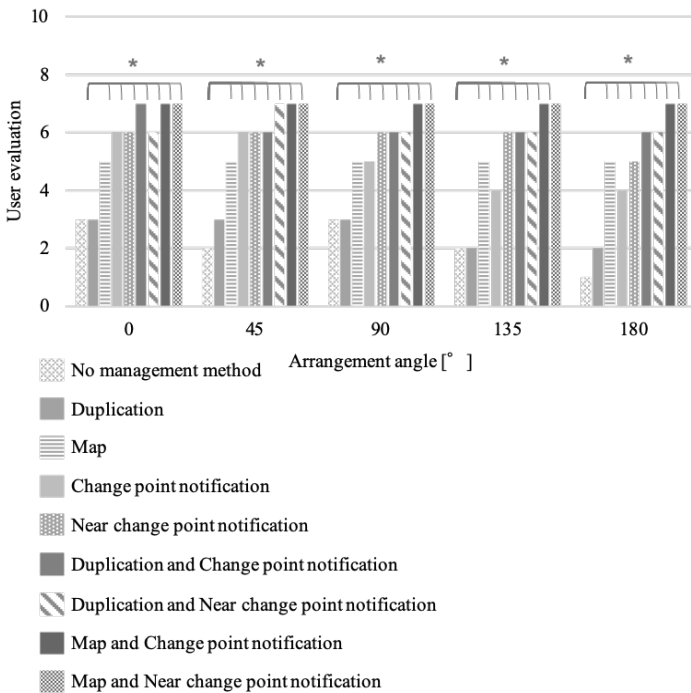 10
*
*
*
*
*
8
6
4
2
0
User evaluation
0
45
90
135
180
Arrangement angle [° ]
No management method
Duplication
Map
Change point notification
Near change point notification
Duplication and Change point notification
Duplication and Near change point notification
Map and Change point notification
Map and Near change point notification